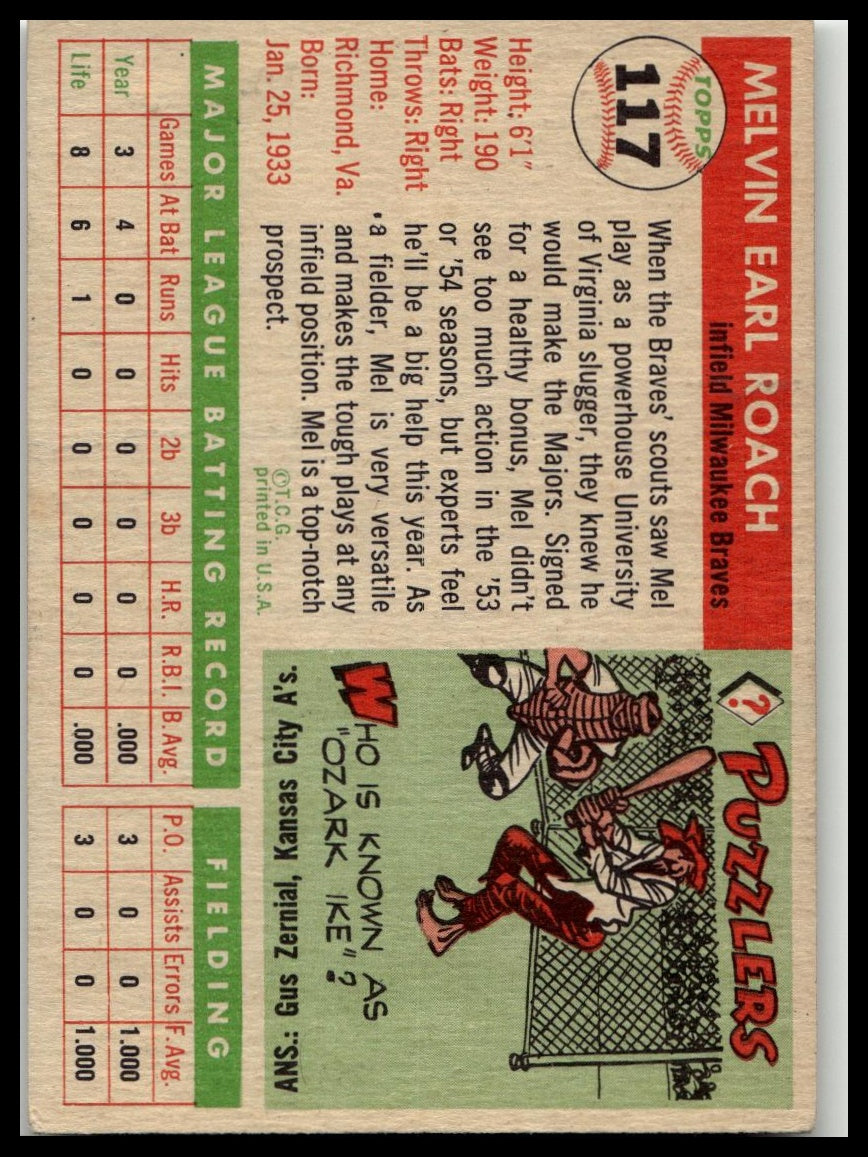 TOPPS
117
MELVIN EARL ROACH
infield Milwaukee Braves
Height: 6'1"
Weight: 190
Bats: Right
Throws: Right
Home:
Richmond, Va.
Born:
Jan. 25, 1933
When the Braves' scouts saw Mel
play as a powerhouse University
of Virginia slugger, they knew he
would make the Majors. Signed
for a healthy bonus, Mel didn't
see too much action in the '53
or '54 seasons, but experts feel
he'll be a big help this year. As
a fielder, Mel is very versatile
and makes the tough plays at any
infield position. Mel is a top-notch
prospect.
©T.C.G.
printed in U.S.A.
?
PUZZLERS
WHO IS KNOWN AS
"OZARK IKE"?
ANS.: Gus Zernial, Kansas City A's.
MAJOR LEAGUE BATTING RECORD FIELDING
Games At Bat Runs Hits 2b 3b H.R. R.B.I. B. Avg. P.O. Assists Errors F. Avg.
Year 3 4 0 0 0 0 0 0 .000 3 0 0 1.000
Life 8 6 1 0 0 0 0 0 .000 3 0 0 1.000